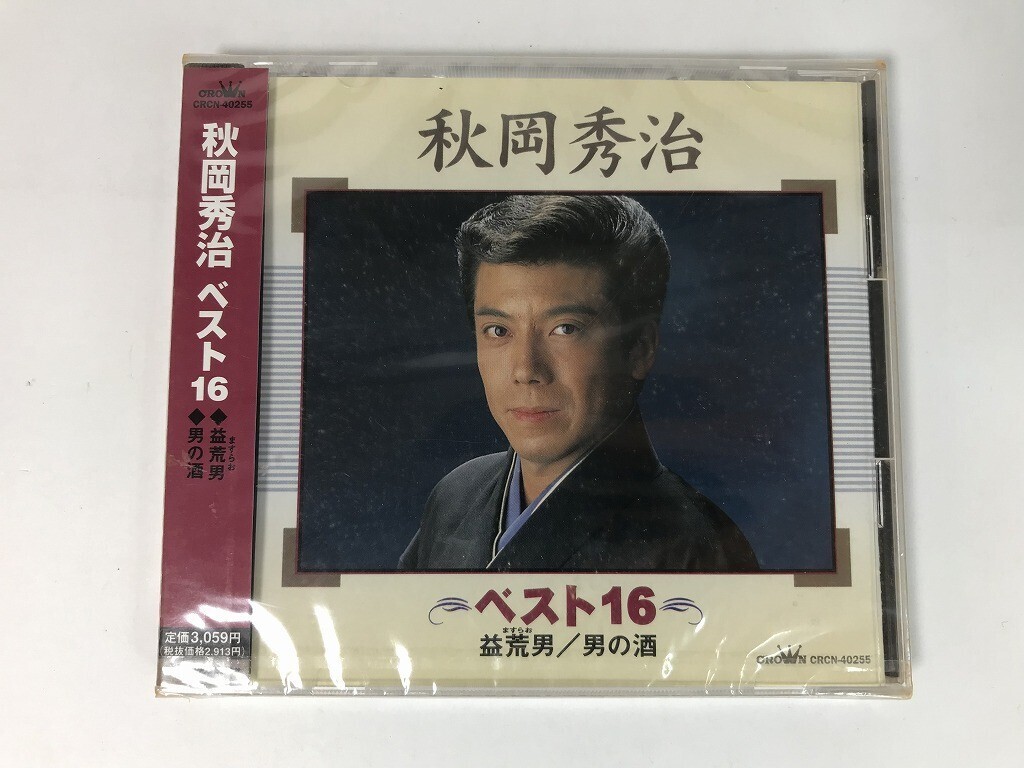 CROWN
CRCN-40255
秋岡秀治 ベスト16
◆益荒男
ますらお
◆男の酒
定価3,059円
(税抜価格2,913円)
秋岡秀治
ベスト16
ますらお
益荒男/男の酒
CROWN CRCN-40255